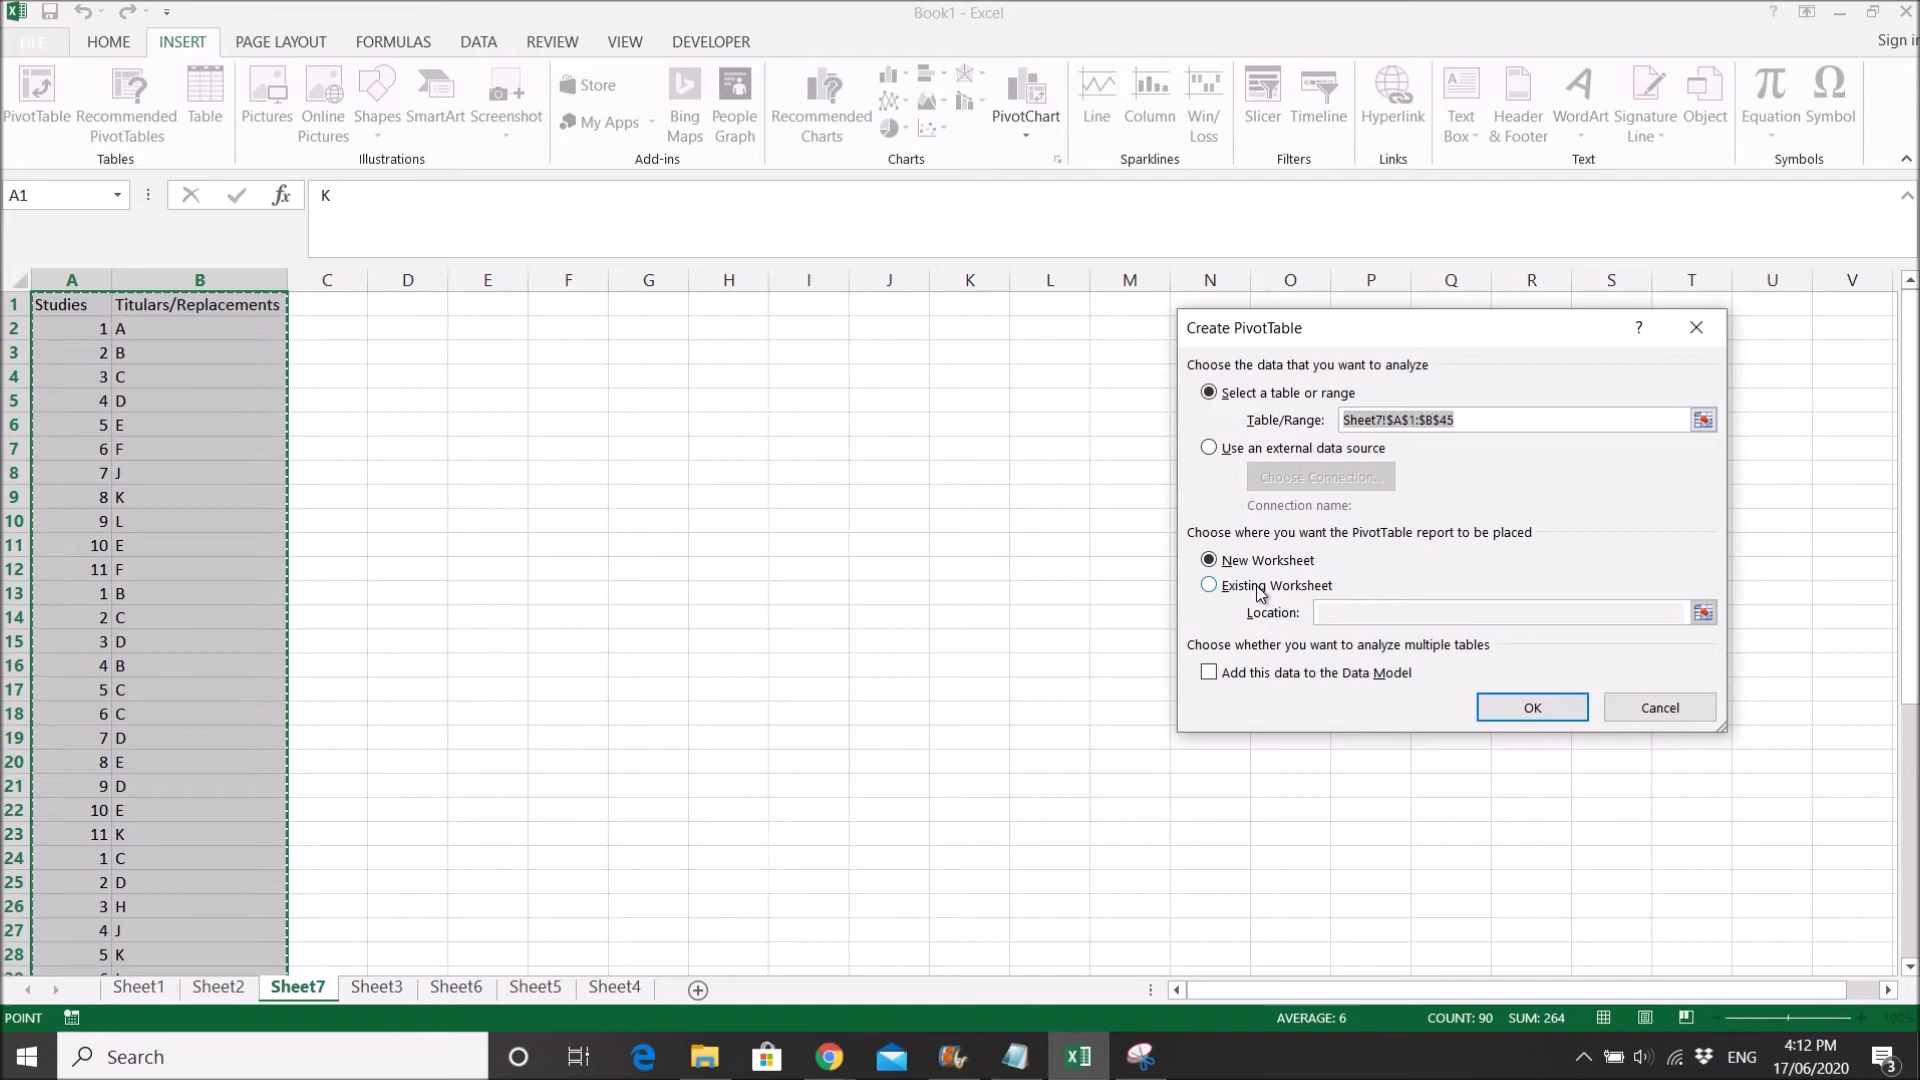 Book1 - Excel
FILE
HOME
INSERT
PAGE LAYOUT
FORMULAS
DATA
REVIEW
VIEW
DEVELOPER
Sign in
PivotTable
Recommended
PivotTables
Table
Pictures
Online
Pictures
Shapes
SmartArt
Screenshot
Store
My Apps
Bing
Maps
People
Graph
Recommended
Charts
PivotChart
Line
Column
Win/
Loss
Slicer
Timeline
Hyperlink
Text
Box
Header
& Footer
WordArt
Signature
Line
Object
Equation
Symbol
Tables
Illustrations
Add-ins
Charts
Sparklines
Filters
Links
Text
Symbols
A1
fx
K
A B C D E F G H I J K L M N O P Q R S T U V
1 Studies Titulars/Replacements
2 1 A
3 2 B
4 3 C
5 4 D
6 5 E
7 6 F
8 7 J
9 8 K
10 9 L
11 10 E
12 11 F
13 1 B
14 2 C
15 3 D
16 4 B
17 5 C
18 6 C
19 7 D
20 8 E
21 9 D
22 10 E
23 11 K
24 1 C
25 2 D
26 3 H
27 4 J
28 5 K
Create PivotTable
?
Choose the data that you want to analyze
Select a table or range
Table/Range: Sheet7!$A$1:$B$45
Use an external data source
Choose Connection...
Connection name:
Choose where you want the PivotTable report to be placed
New Worksheet
Existing Worksheet
Location:
Choose whether you want to analyze multiple tables
Add this data to the Data Model
OK
Cancel
Sheet1 Sheet2 Sheet7 Sheet3 Sheet6 Sheet5 Sheet4
POINT
AVERAGE: 6 COUNT: 90 SUM: 264
100%
Search
ENG
4:12 PM
17/06/2020
3